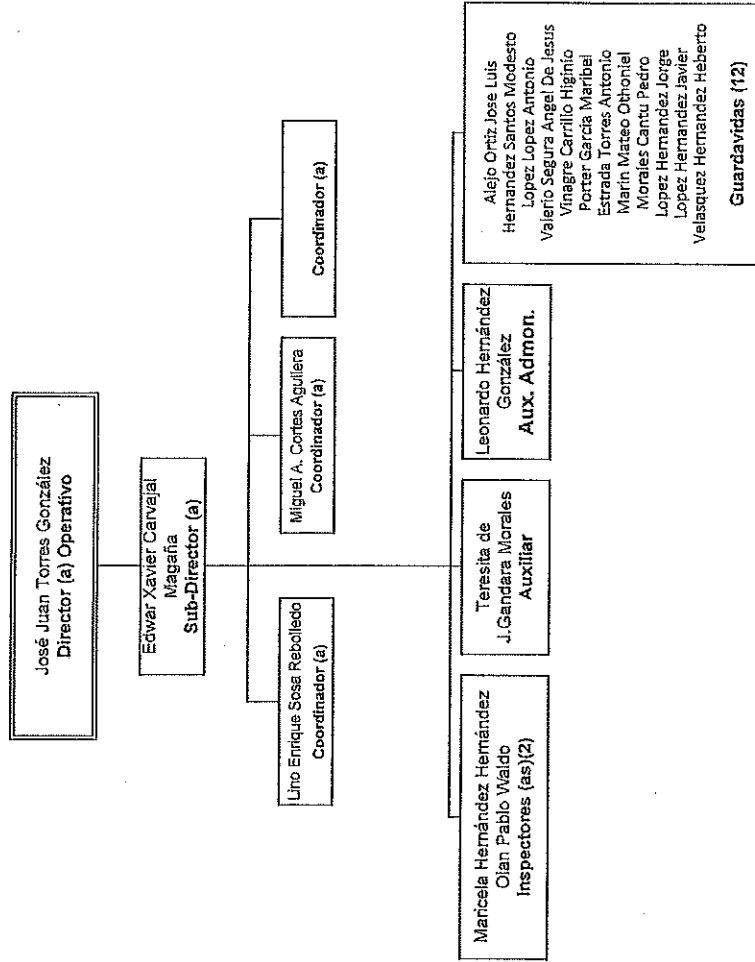 José Juan Torres González
Director (a) Operativo
Edwar Xavier Carvajal
Magaña
Sub-Director (a)
Lino Enrique Sosa Rebolledo
Coordinador (a)
Miguel A. Cortes Aguilera
Coordinador (a)
Coordinador (a)
Maricela Hernández Hernández
Olan Pablo Waldo
Inspectores (as)(2)
Teresita de
J.Gandara Morales
Auxiliar
Leonardo Hernández
González
Aux. Admon.
Alejo Ortiz Jose Luis
Hernandez Santos Modesto
Lopez Lopez Antonio
Valerio Segura Angel De Jesus
Vinagre Carrillo Higinio
Porter Garcia Maribel
Estrada Torres Antonio
Marin Mateo Othoniel
Morales Cantu Pedro
Lopez Hernandez Jorge
Lopez Hernandez Javier
Velasquez Hernandez Heberto
Guardavidas (12)